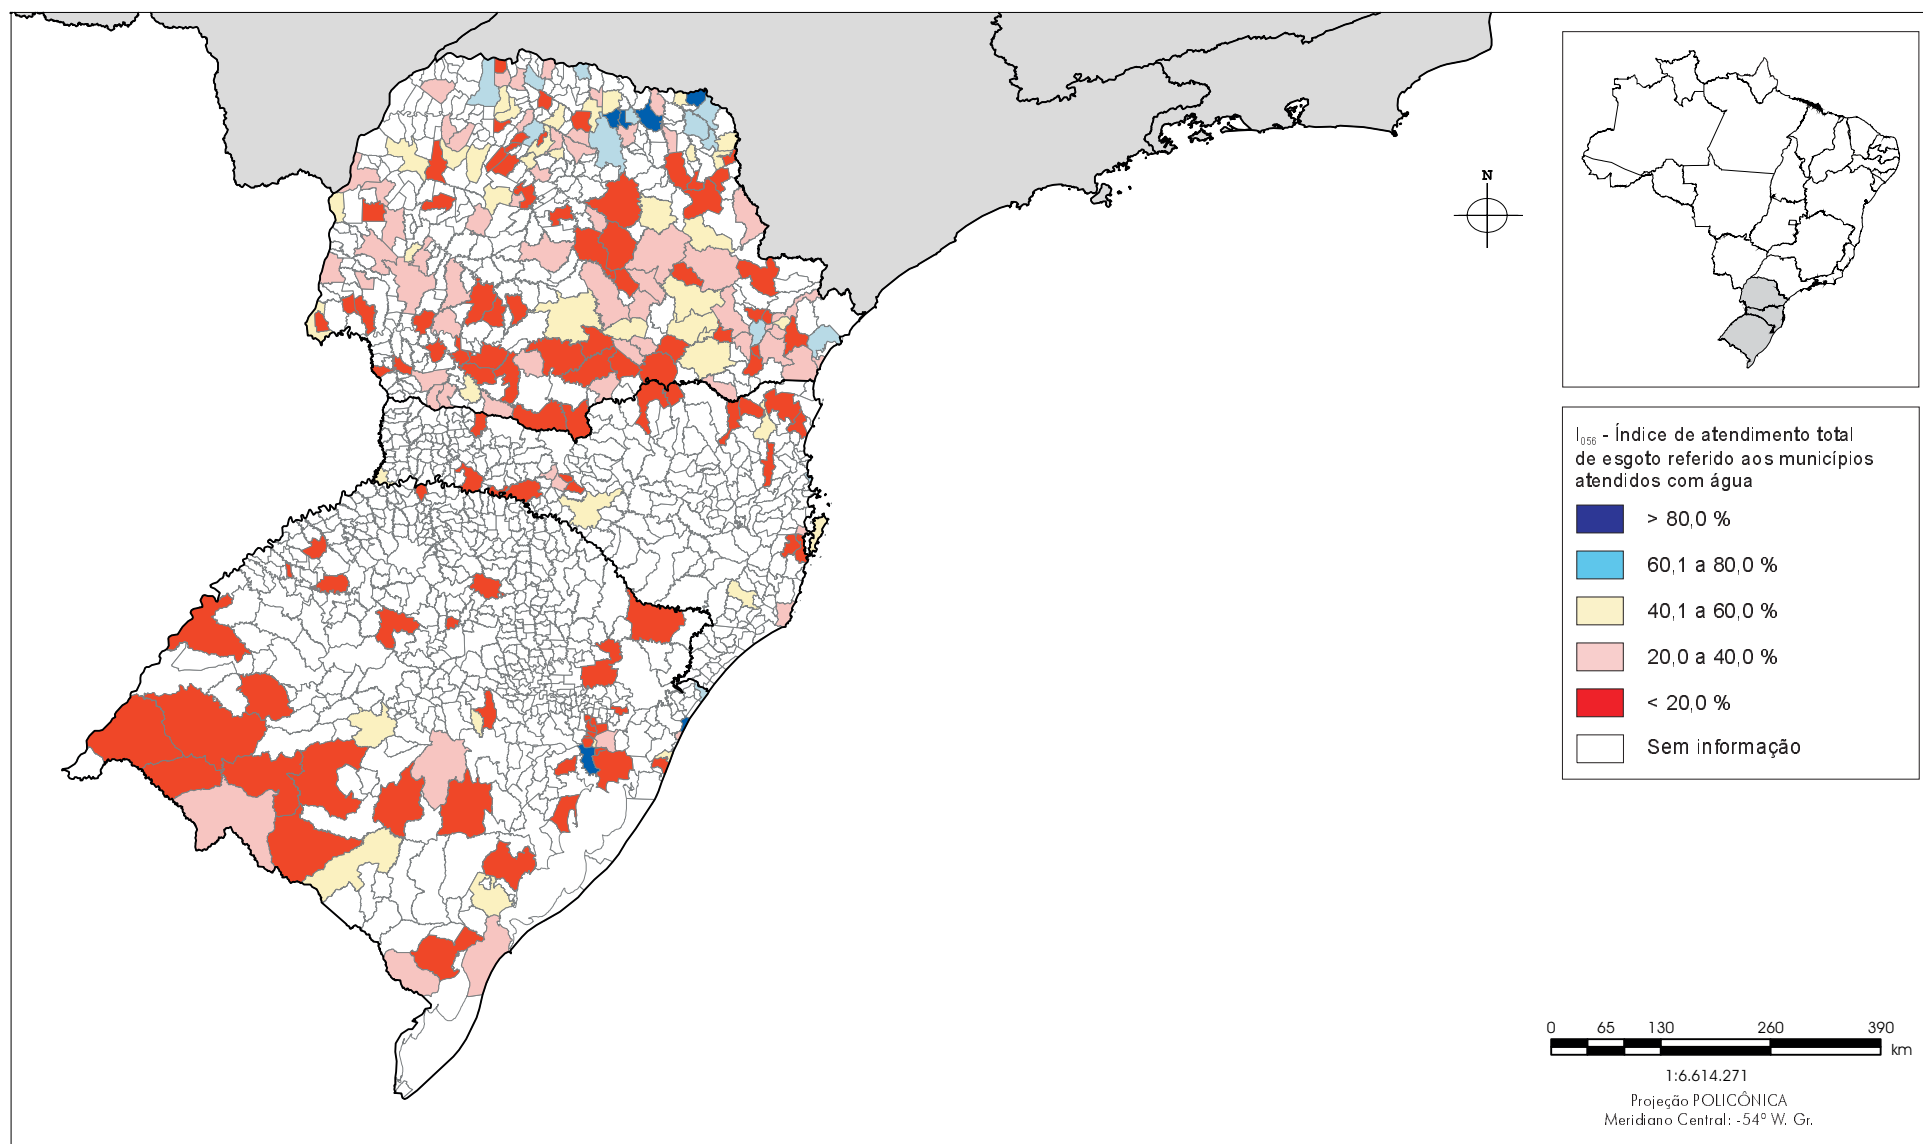 N
I056 - Índice de atendimento total
de esgoto referido aos municípios
atendidos com água
> 80,0 %
60,1 a 80,0 %
40,1 a 60,0 %
20,0 a 40,0 %
< 20,0 %
Sem informação
0 65 130 260 390
km
1:6.614.271
Projeção POLICÔNICA
Meridiano Central: -54º W. Gr.